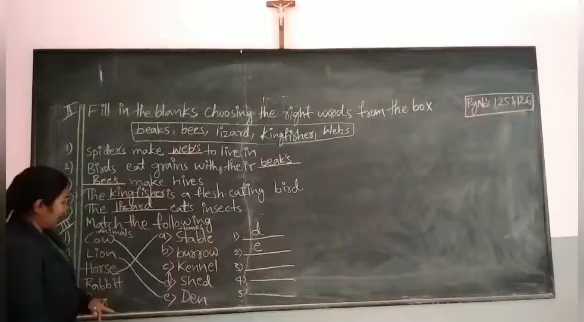 II Fill in the blanks choosing the right words from the box
Pg No 125 & 126
beaks, bees, lizard, kingfisher, webs
1) Spiders make webs to live in
2) Birds eat grains with their beaks
Bees make hives
The kingfisher is a flesh eating bird
The lizard eats insects
III Match the following
animals
Cow a) Stable 1) d
Lion b) burrow 2) e
Horse c) Kennel 3)
Rabbit d) Shed 4)
e) Den 5)